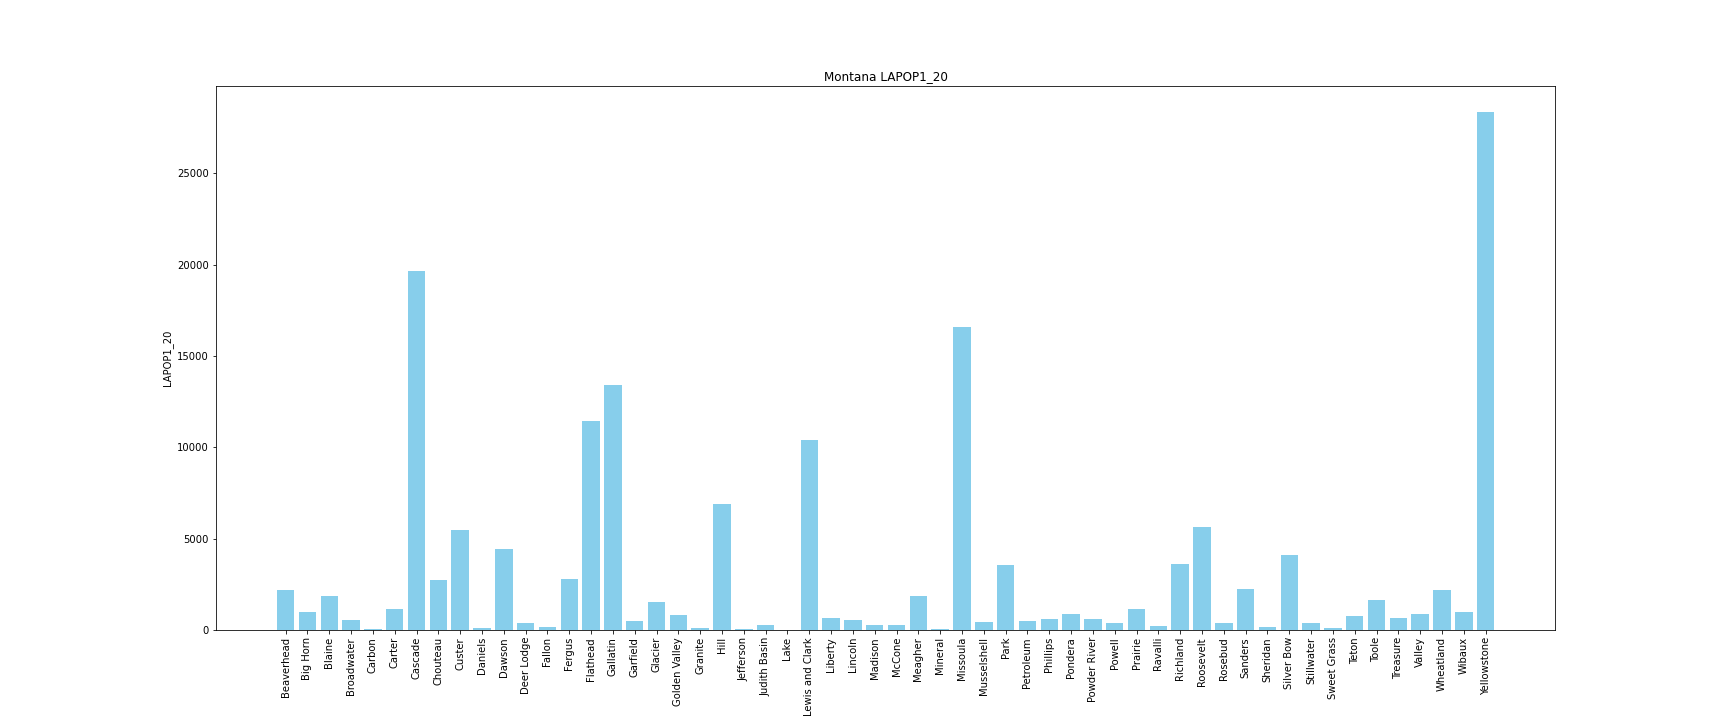 Montana LAPOP1_20
LAPOP1_20
25000
20000
15000
10000
5000
0
Beaverhead
Big Horn
Blaine
Broadwater
Carbon
Carter
Cascade
Chouteau
Custer
Daniels
Dawson
Deer Lodge
Fallon
Fergus
Flathead
Gallatin
Garfield
Glacier
Golden Valley
Granite
Hill
Jefferson
Judith Basin
Lake
Lewis and Clark
Liberty
Lincoln
Madison
McCone
Meagher
Mineral
Missoula
Musselshell
Park
Petroleum
Phillips
Pondera
Powder River
Powell
Prairie
Ravalli
Richland
Roosevelt
Rosebud
Sanders
Sheridan
Silver Bow
Stillwater
Sweet Grass
Teton
Toole
Treasure
Valley
Wheatland
Wibaux
Yellowstone